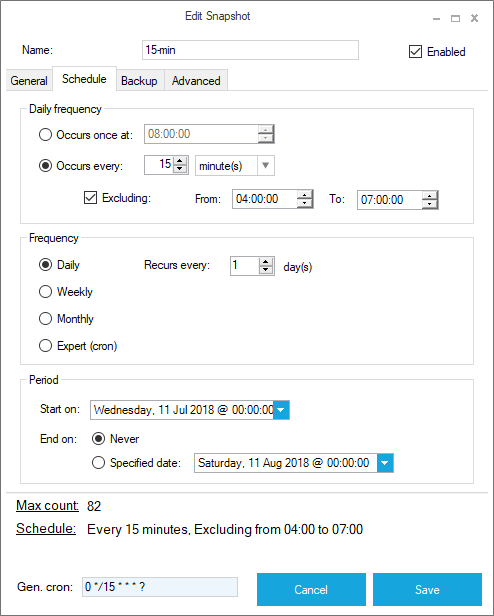 Edit Snapshot
Name: 15-min Enabled
General Schedule Backup Advanced
Daily frequency
Occurs once at: 08:00:00
Occurs every: 15 minute(s)
Excluding: From: 04:00:00 To: 07:00:00
Frequency
Daily Recurs every: 1 day(s)
Weekly
Monthly
Expert (cron)
Period
Start on: Wednesday, 11 Jul 2018 @ 00:00:00
End on: Never
Specified date: Saturday, 11 Aug 2018 @ 00:00:00
Max count: 82
Schedule: Every 15 minutes, Excluding from 04:00 to 07:00
Gen. cron: 0 */15 * * * ? Cancel Save